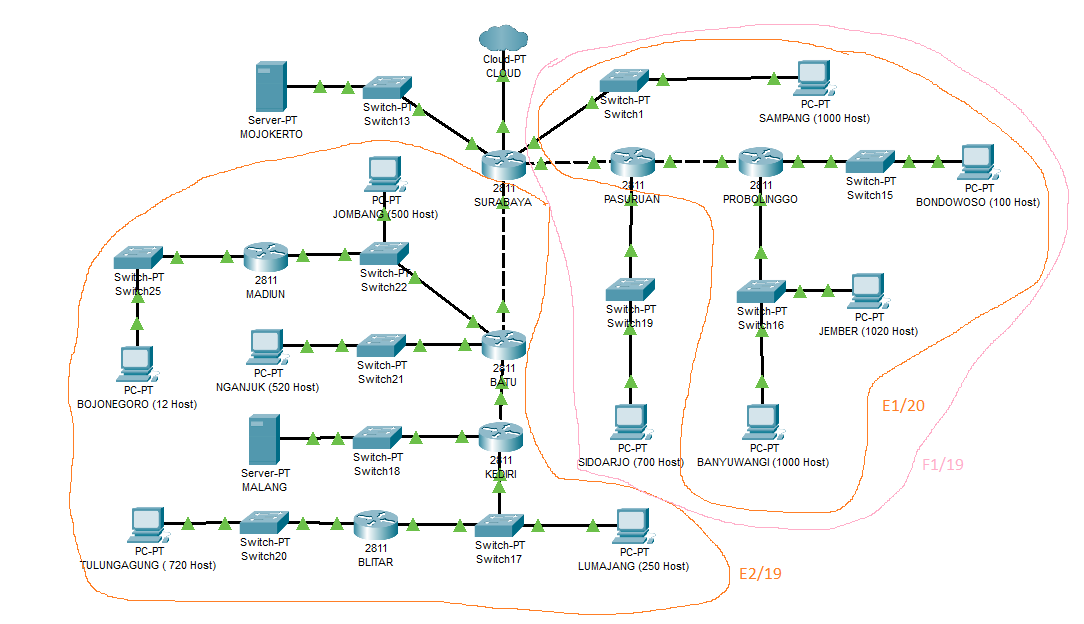 Cloud-PT
CLOUD
Server-PT
MOJOKERTO
Switch-PT
Switch13
Switch-PT
Switch1
PC-PT
SAMPANG (1000 Host)
2811
SURABAYA
2811
PASURUAN
2811
PROBOLINGGO
Switch-PT
Switch15
PC-PT
BONDOWOSO (100 Host)
PC-PT
JOMBANG (500 Host)
Switch-PT
Switch25
2811
MADIUN
Switch-PT
Switch22
Switch-PT
Switch19
Switch-PT
Switch16
PC-PT
JEMBER (1020 Host)
PC-PT
BOJONEGORO (12 Host)
PC-PT
NGANJUK (520 Host)
Switch-PT
Switch21
2811
BATU
E1/20
Server-PT
MALANG
Switch-PT
Switch18
2811
KEDIRI
PC-PT
SIDOARJO (700 Host)
PC-PT
BANYUWANGI (1000 Host)
F1/19
PC-PT
TULUNGAGUNG ( 720 Host)
Switch-PT
Switch20
2811
BLITAR
Switch-PT
Switch17
PC-PT
LUMAJANG (250 Host)
E2/19